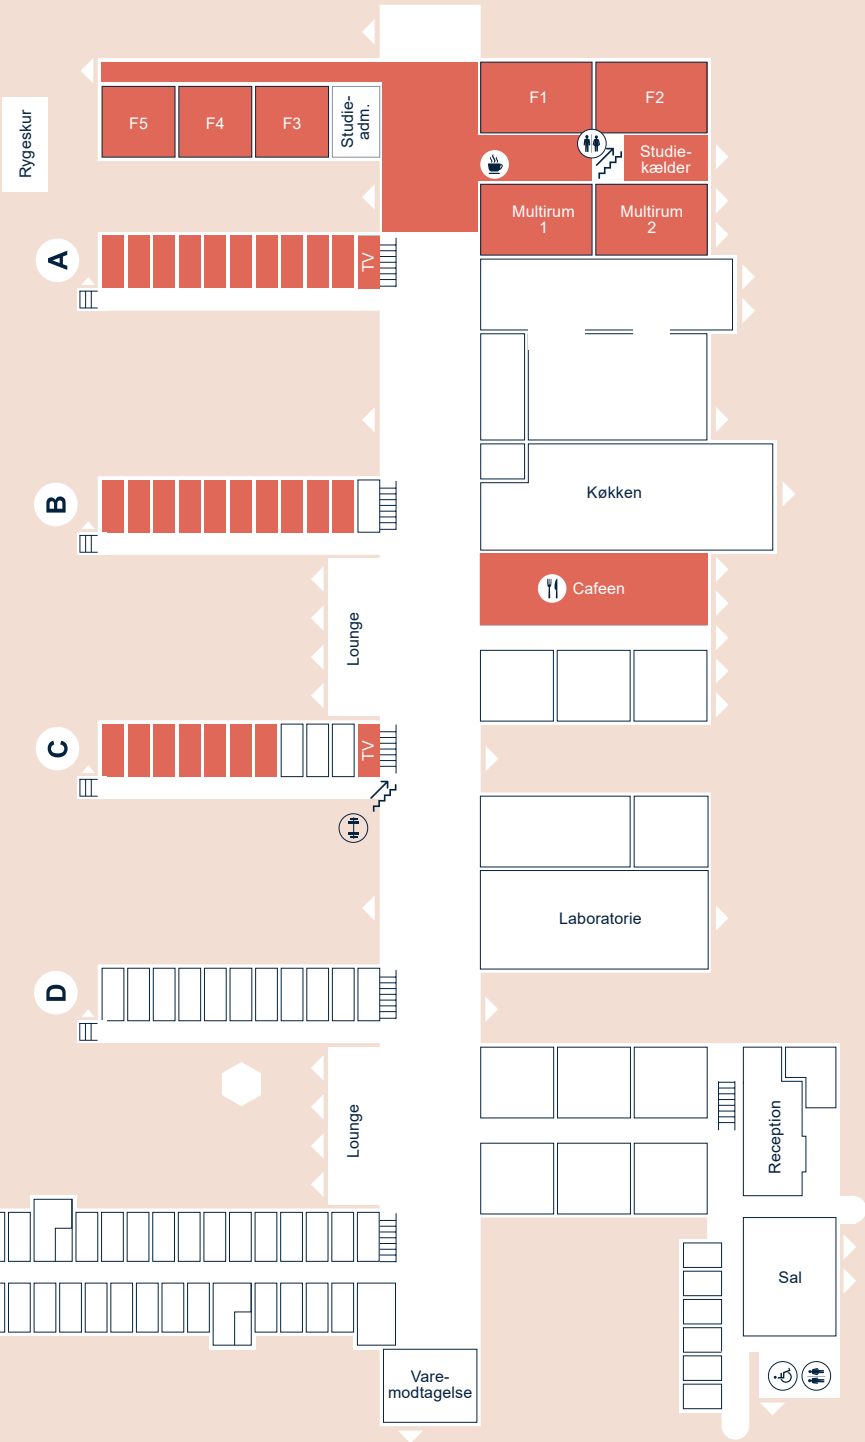 F1
F2
F5
F4
F3
Studie-
adm.
Rygeskur
Studie-
kælder
Multirum
1
Multirum
2
A
TV
B
Køkken
Cafeen
Lounge
C
TV
Laboratorie
D
Lounge
Reception
Sal
Vare-
modtagelse